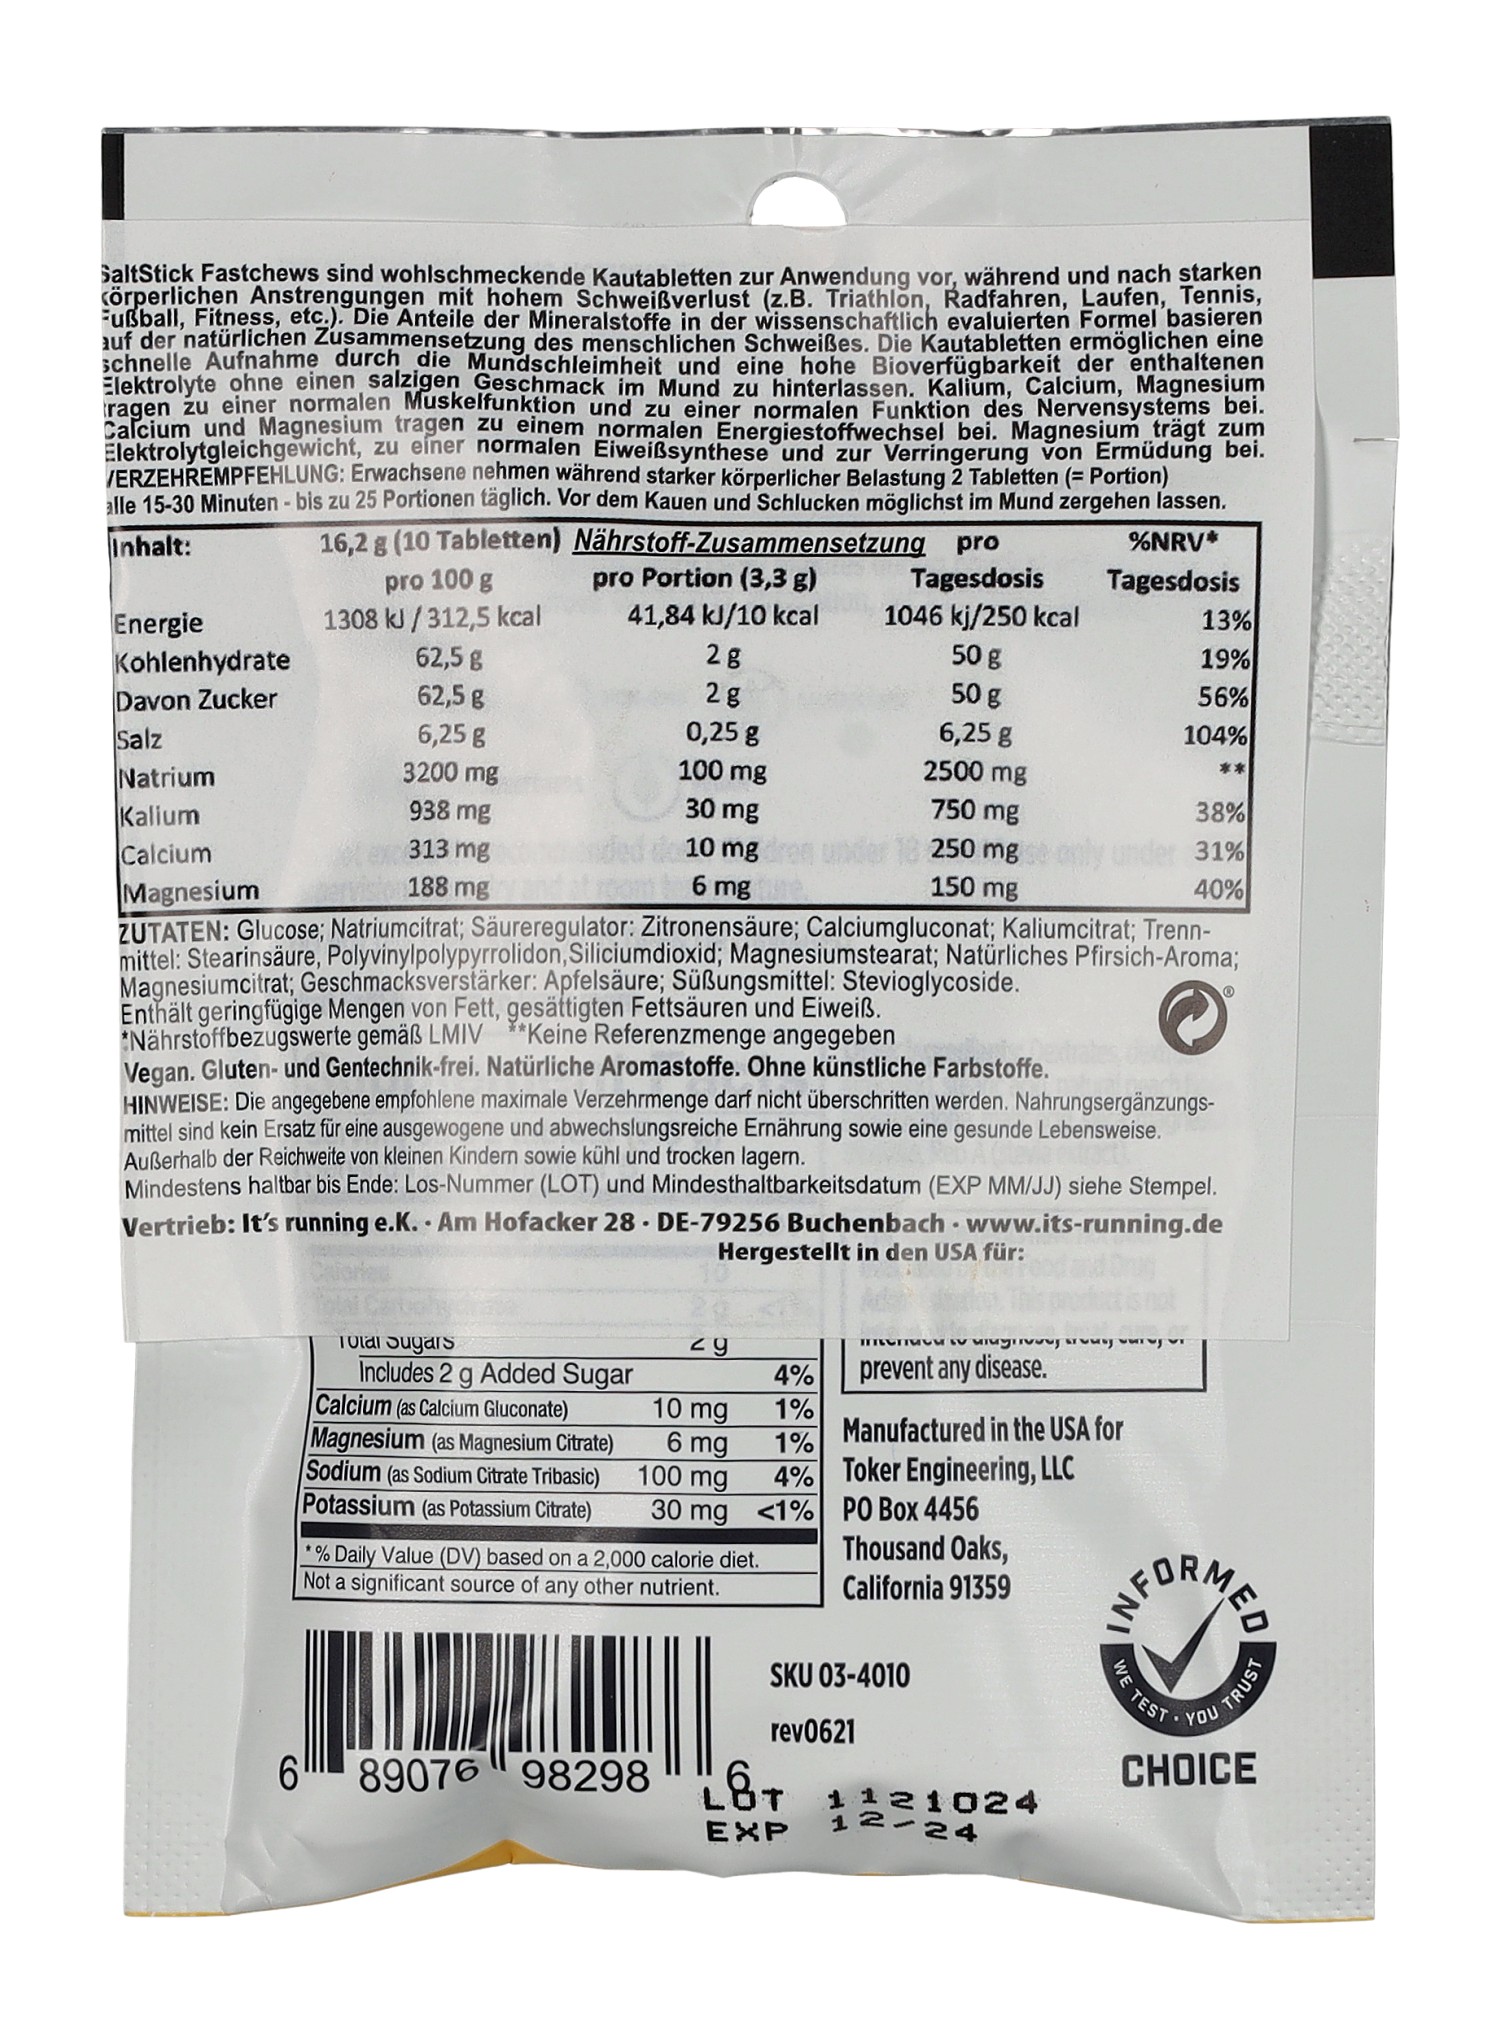 SaltStick Fastchews sind wohlschmeckende Kautabletten zur Anwendung vor, während und nach starken
körperlichen Anstrengungen mit hohem Schweißverlust (z.B. Triathlon, Radfahren, Laufen, Tennis,
Fußball, Fitness, etc.). Die Anteile der Mineralstoffe in der wissenschaftlich evaluierten Formel basieren
auf der natürlichen Zusammensetzung des menschlichen Schweißes. Die Kautabletten ermöglichen eine
schnelle Aufnahme durch die Mundschleimheit und eine hohe Bioverfügbarkeit der enthaltenen
Elektrolyte ohne einen salzigen Geschmack im Mund zu hinterlassen. Kalium, Calcium, Magnesium
tragen zu einer normalen Muskelfunktion und zu einer normalen Funktion des Nervensystems bei.
Calcium und Magnesium tragen zu einem normalen Energiestoffwechsel bei. Magnesium trägt zum
Elektrolytgleichgewicht, zu einer normalen Eiweißsynthese und zur Verringerung von Ermüdung bei.
VERZEHREMPFEHLUNG: Erwachsene nehmen während starker körperlicher Belastung 2 Tabletten (= Portion)
alle 15-30 Minuten - bis zu 25 Portionen täglich. Vor dem Kauen und Schlucken möglichst im Mund zergehen lassen.
Inhalt: 16,2 g (10 Tabletten) Nährstoff-Zusammensetzung pro %NRV*
pro 100 g pro Portion (3,3 g) Tagesdosis Tagesdosis
Energie 1308 kJ / 312,5 kcal 41,84 kJ/10 kcal 1046 kj/250 kcal 13%
Kohlenhydrate 62,5 g 2 g 50 g 19%
Davon Zucker 62,5 g 2 g 50 g 56%
Salz 6,25 g 0,25 g 6,25 g 104%
Natrium 3200 mg 100 mg 2500 mg **
Kalium 938 mg 30 mg 750 mg 38%
Calcium 313 mg 10 mg 250 mg 31%
Magnesium 188 mg 6 mg 150 mg 40%
ZUTATEN: Glucose; Natriumcitrat; Säureregulator: Zitronensäure; Calciumgluconat; Kaliumcitrat; Trenn-
mittel: Stearinsäure, Polyvinylpolypyrrolidon,Siliciumdioxid; Magnesiumstearat; Natürliches Pfirsich-Aroma;
Magnesiumcitrat; Geschmacksverstärker: Apfelsäure; Süßungsmittel: Stevioglycoside.
Enthält geringfügige Mengen von Fett, gesättigten Fettsäuren und Eiweiß.
*Nährstoffbezugswerte gemäß LMIV **Keine Referenzmenge angegeben
Vegan. Gluten- und Gentechnik-frei. Natürliche Aromastoffe. Ohne künstliche Farbstoffe.
HINWEISE: Die angegebene empfohlene maximale Verzehrmenge darf nicht überschritten werden. Nahrungsergänzungs-
mittel sind kein Ersatz für eine ausgewogene und abwechslungsreiche Ernährung sowie eine gesunde Lebensweise.
Außerhalb der Reichweite von kleinen Kindern sowie kühl und trocken lagern.
Mindestens haltbar bis Ende: Los-Nummer (LOT) und Mindesthaltbarkeitsdatum (EXP MM/JJ) siehe Stempel.
Vertrieb: It's running e.K. · Am Hofacker 28 · DE-79256 Buchenbach · www.its-running.de
Hergestellt in den USA für:
Calories 10
Total Sugars 2 g
Includes 2 g Added Sugar 4%
Calcium (as Calcium Gluconate) 10 mg 1%
Magnesium (as Magnesium Citrate) 6 mg 1%
Sodium (as Sodium Citrate Tribasic) 100 mg 4%
Potassium (as Potassium Citrate) 30 mg <1%
*% Daily Value (DV) based on a 2,000 calorie diet.
Not a significant source of any other nutrient.
intended to diagnose, treat, cure, or
prevent any disease.
Manufactured in the USA for
Toker Engineering, LLC
PO Box 4456
Thousand Oaks,
California 91359
SKU 03-4010
rev0621
INFORMED
WE TEST · YOU TRUST
CHOICE
6 89076 98298 6
LOT 1121024
EXP 12-24